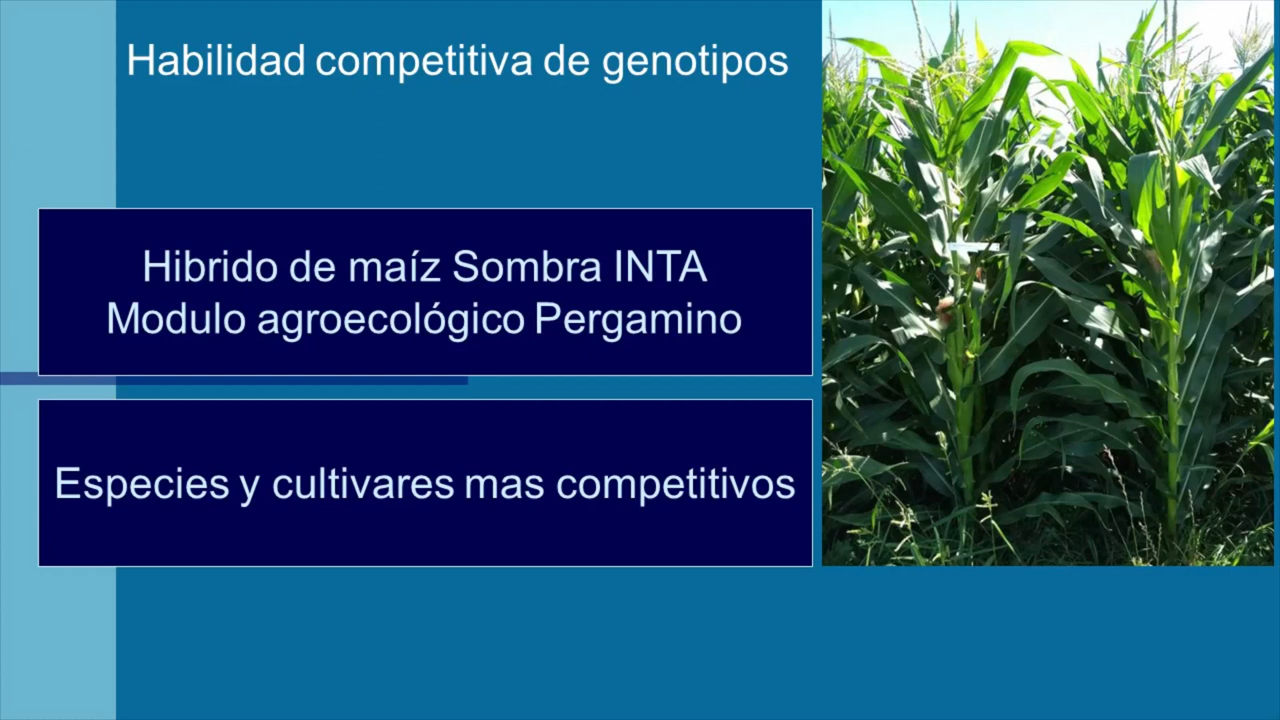 Habilidad competitiva de genotipos
Hibrido de maíz Sombra INTA
Modulo agroecológico Pergamino
Especies y cultivares mas competitivos